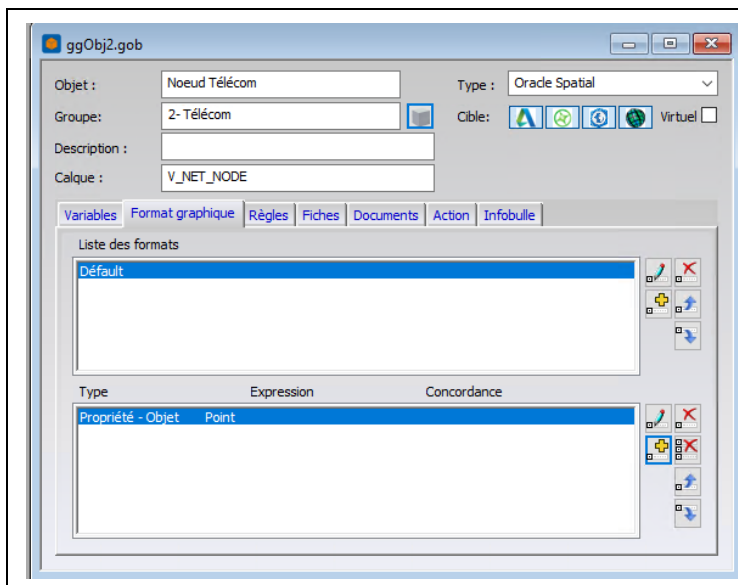 ggObj2.gob
Objet : Noeud Télécom Type : Oracle Spatial
Groupe: 2- Télécom Cible: Virtuel
Description :
Calque : V_NET_NODE
Variables Format graphique Règles Fiches Documents Action Infobulle
Liste des formats
Défault
Type Expression Concordance
Propriété - Objet Point